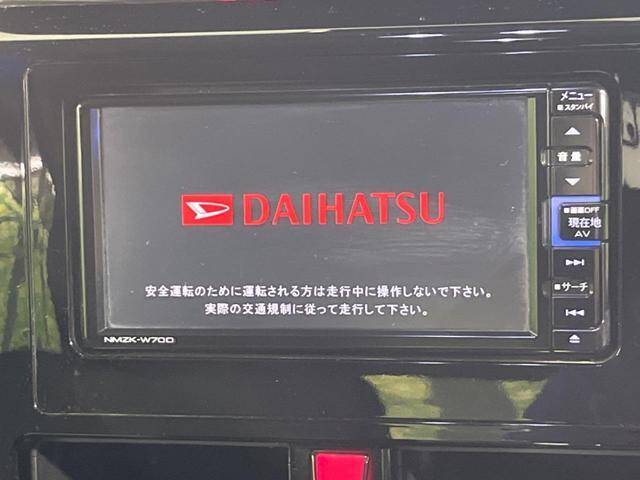 DAIHATSU
安全運転のために運転される方は走行中に操作しないで下さい。
実際の交通規制に従って走行して下さい。
NMZK-W70D
メニュー
スタンバイ
音量
画面OFF
現在地
AV
サーチ